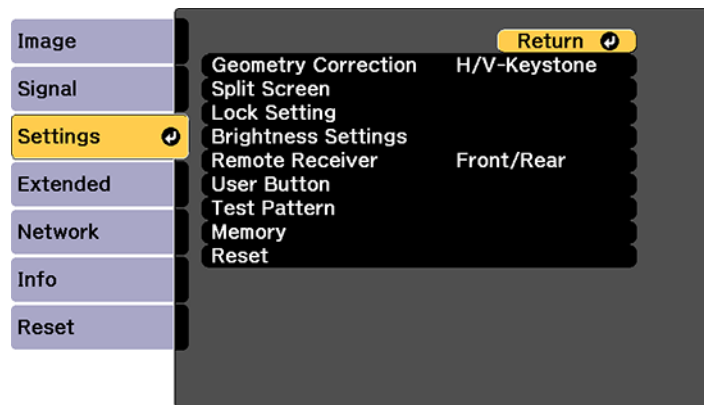 Image
Signal
Settings
Extended
Network
Info
Reset
Return
Geometry Correction H/V-Keystone
Split Screen
Lock Setting
Brightness Settings
Remote Receiver Front/Rear
User Button
Test Pattern
Memory
Reset